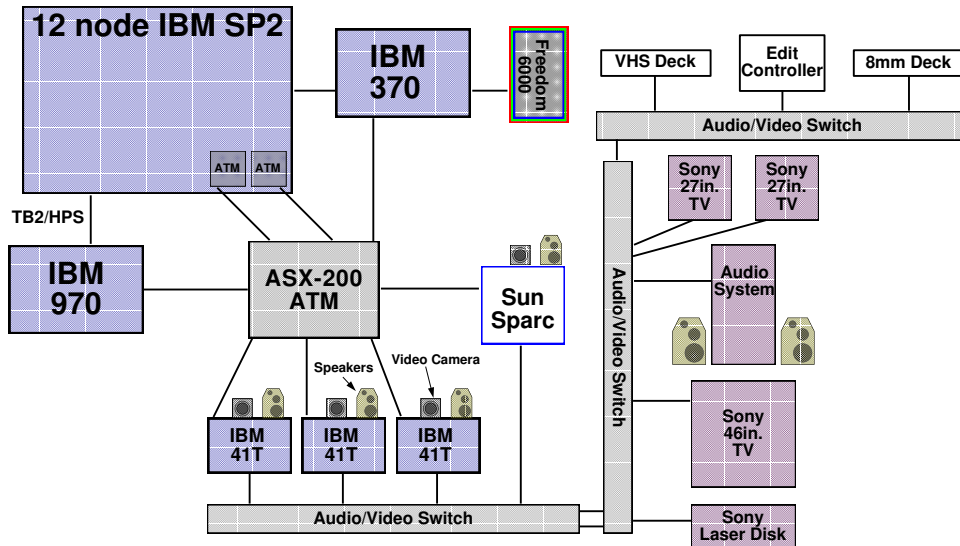 12 node IBM SP2
IBM
370
Freedom
6000
VHS Deck
Edit
Controller
8mm Deck
Audio/Video Switch
ATM
ATM
Sony
27in.
TV
Sony
27in.
TV
TB2/HPS
IBM
970
ASX-200
ATM
Sun
Sparc
Audio/Video Switch
Audio
System
Speakers
Video Camera
IBM
41T
IBM
41T
IBM
41T
Sony
46in.
TV
Audio/Video Switch
Sony
Laser Disk